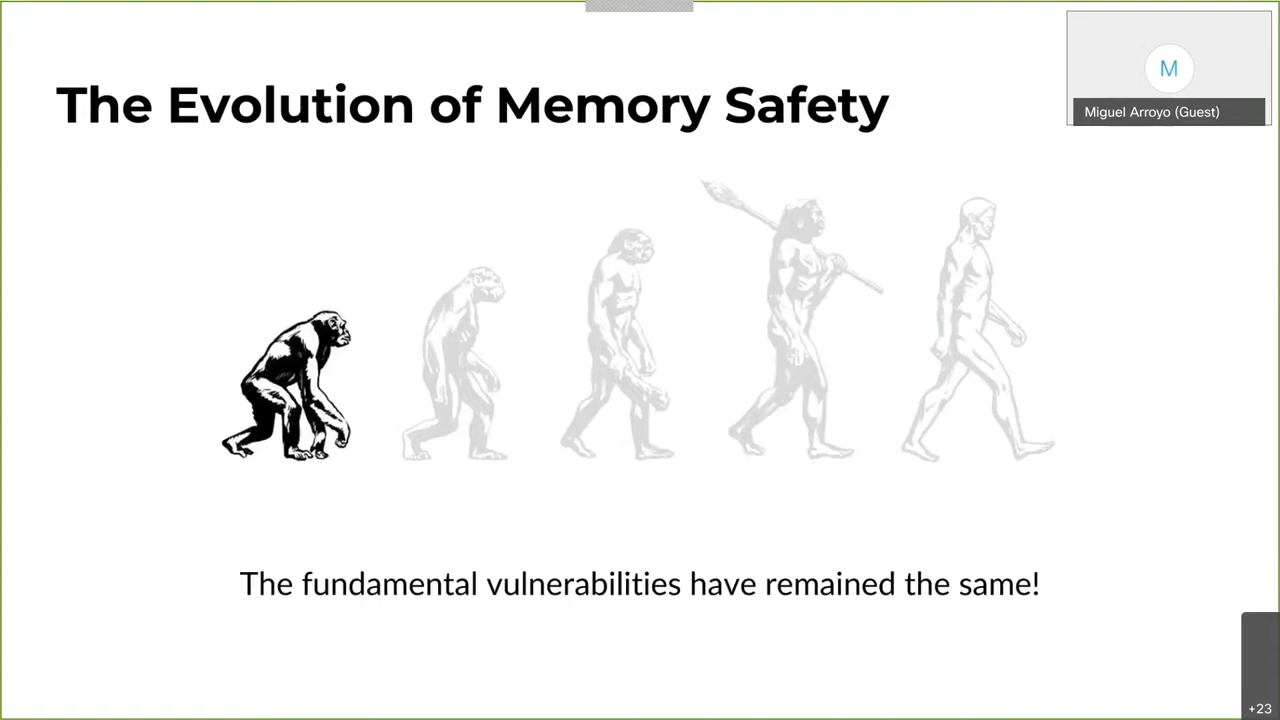 The Evolution of Memory Safety
M
Miguel Arroyo (Guest)
The fundamental vulnerabilities have remained the same!
+23